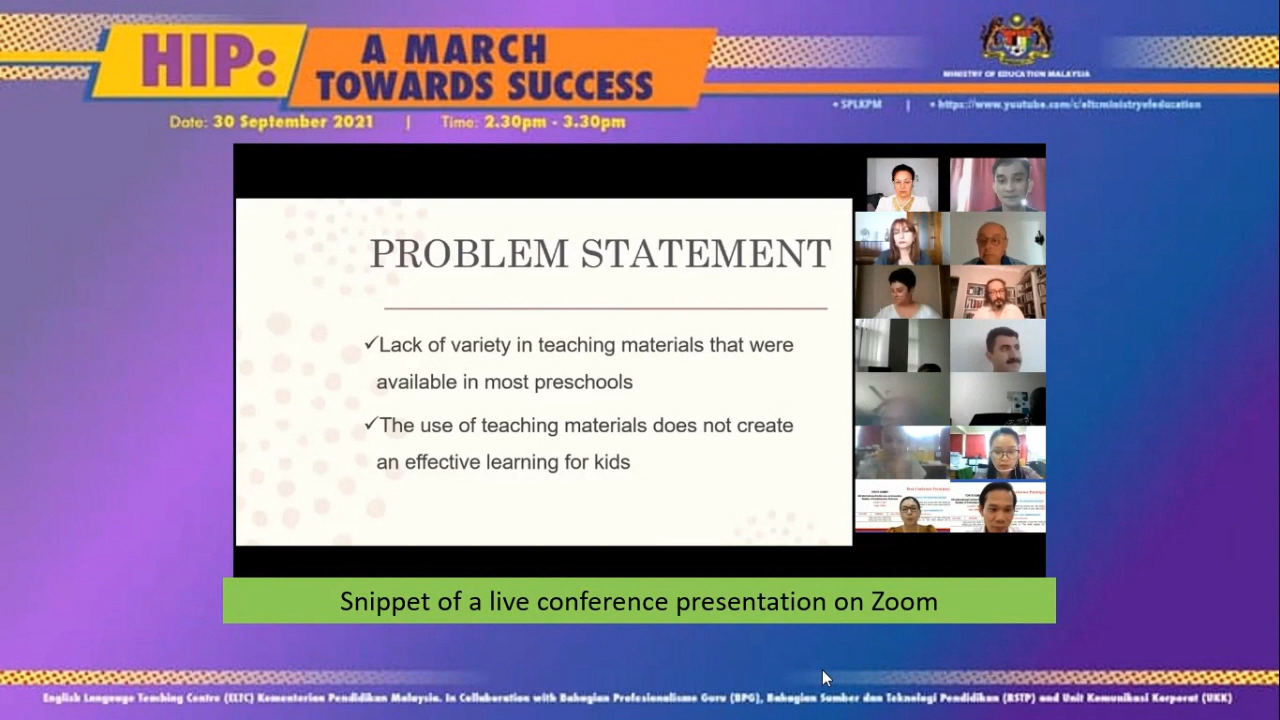 HIP:
A MARCH
TOWARDS SUCCESS
MINISTRY OF EDUCATION MALAYSIA
• SPLKPM | • https://www.youtube.com/c/eltcministryofeducation
Date: 30 September 2021 | Time: 2.30pm - 3.30pm
PROBLEM STATEMENT
✓Lack of variety in teaching materials that were
available in most preschools
✓The use of teaching materials does not create
an effective learning for kids
Snippet of a live conference presentation on Zoom
English Language Teaching Centre (ELTC) Kementerian Pendidikan Malaysia. In Collaboration with Bahagian Profesionalisme Guru (BPG), Bahagian Sumber dan Teknologi Pendidikan (BSTP) and Unit Komunikasi Korporat (UKK)